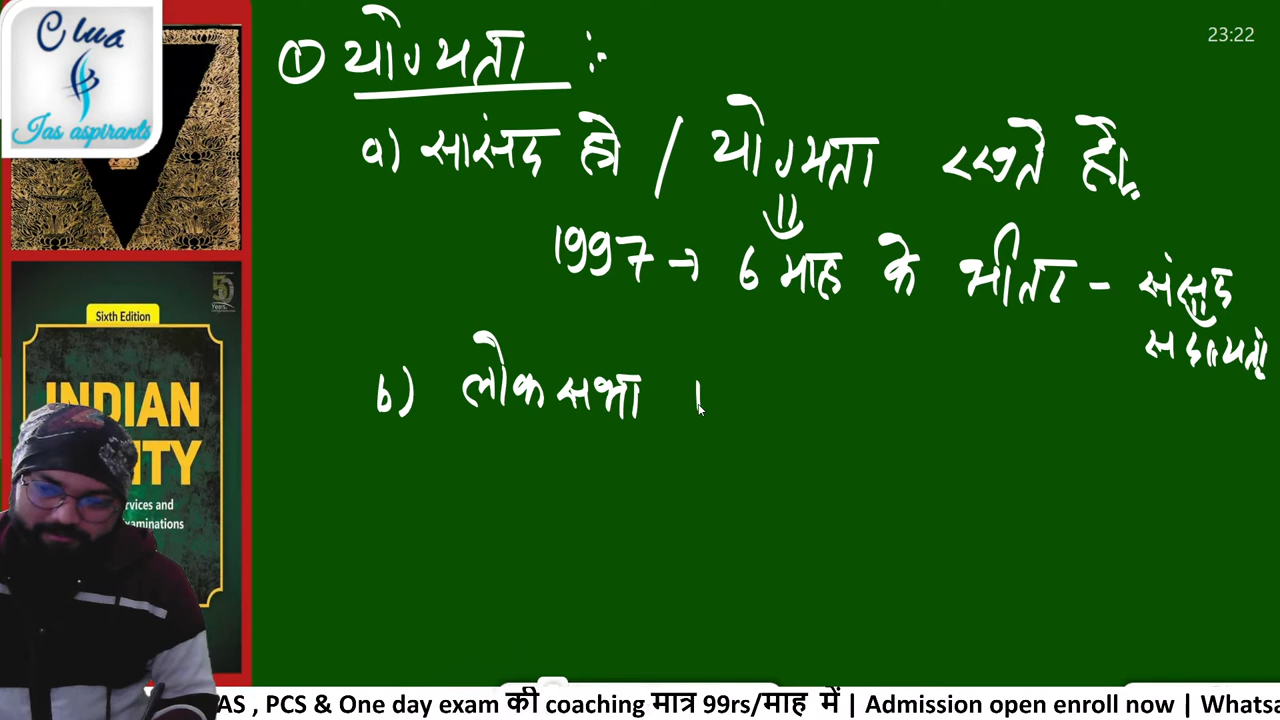 Clua
Ias aspirants
23:22
① योग्यता :-
a) सासंद हो / योग्यता रखते हो।
1997 → 6 माह के भीतर - संसद
सदस्यता
b) लोकसभा
Sixth Edition
INDIAN
ITY
rvices and
xaminations
50
AS , PCS & One day exam की coaching मात्र 99rs/माह में | Admission open enroll now | Whatsa